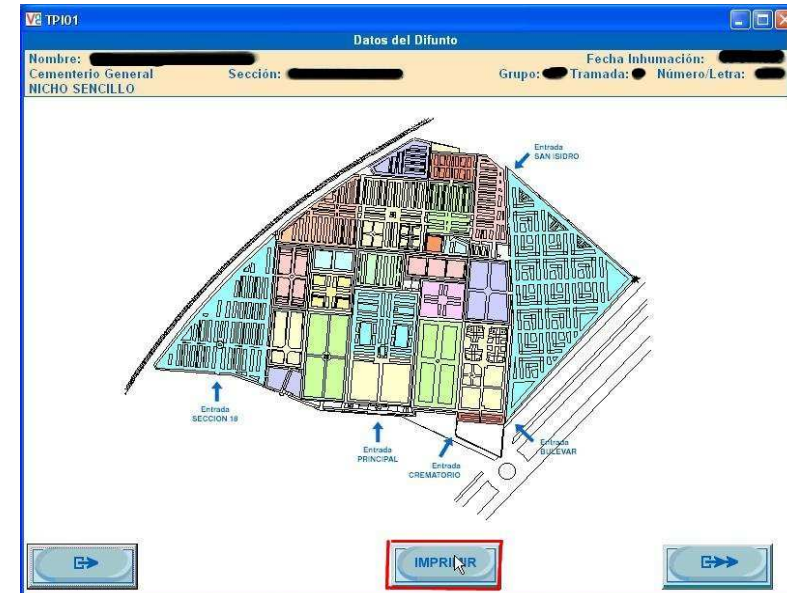 TPI01
Datos del Difunto
Nombre: Fecha Inhumación:
Cementerio General Sección: Grupo: Tramada: Número/Letra:
NICHO SENCILLO
Entrada
SAN ISIDRO
Entrada
SECCION 18
Entrada
PRINCIPAL
Entrada
CREMATORIO
Entrada
BULEVAR
IMPRIMIR